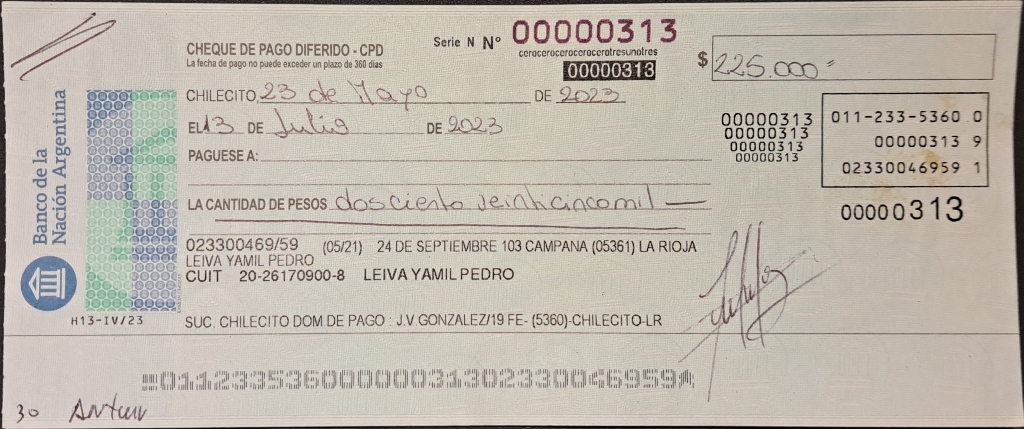 CHEQUE DE PAGO DIFERIDO - CPD
La fecha de pago no puede exceder un plazo de 360 días
Serie N Nº 00000313
cerocerocerocerocerotresunotres
00000313
$ 225.000=
CHILECITO, 23 de Mayo DE 2023
EL 13 DE Julio DE 2023
PAGUESE A:
LA CANTIDAD DE PESOS dosciento veinticincomil —
00000313
00000313
00000313
00000313
011-233-5360 0
00000313 9
02330046959 1
00000313
023300469/59 (05/21) 24 DE SEPTIEMBRE 103 CAMPANA (05361) LA RIOJA
LEIVA YAMIL PEDRO
CUIT 20-26170900-8 LEIVA YAMIL PEDRO
SUC. CHILECITO DOM DE PAGO : J.V.GONZALEZ/19 FE- (5360)-CHILECITO-LR
Banco de la
Nación Argentina
H13-IV/23
01123353600000031302330046959
30 Antun